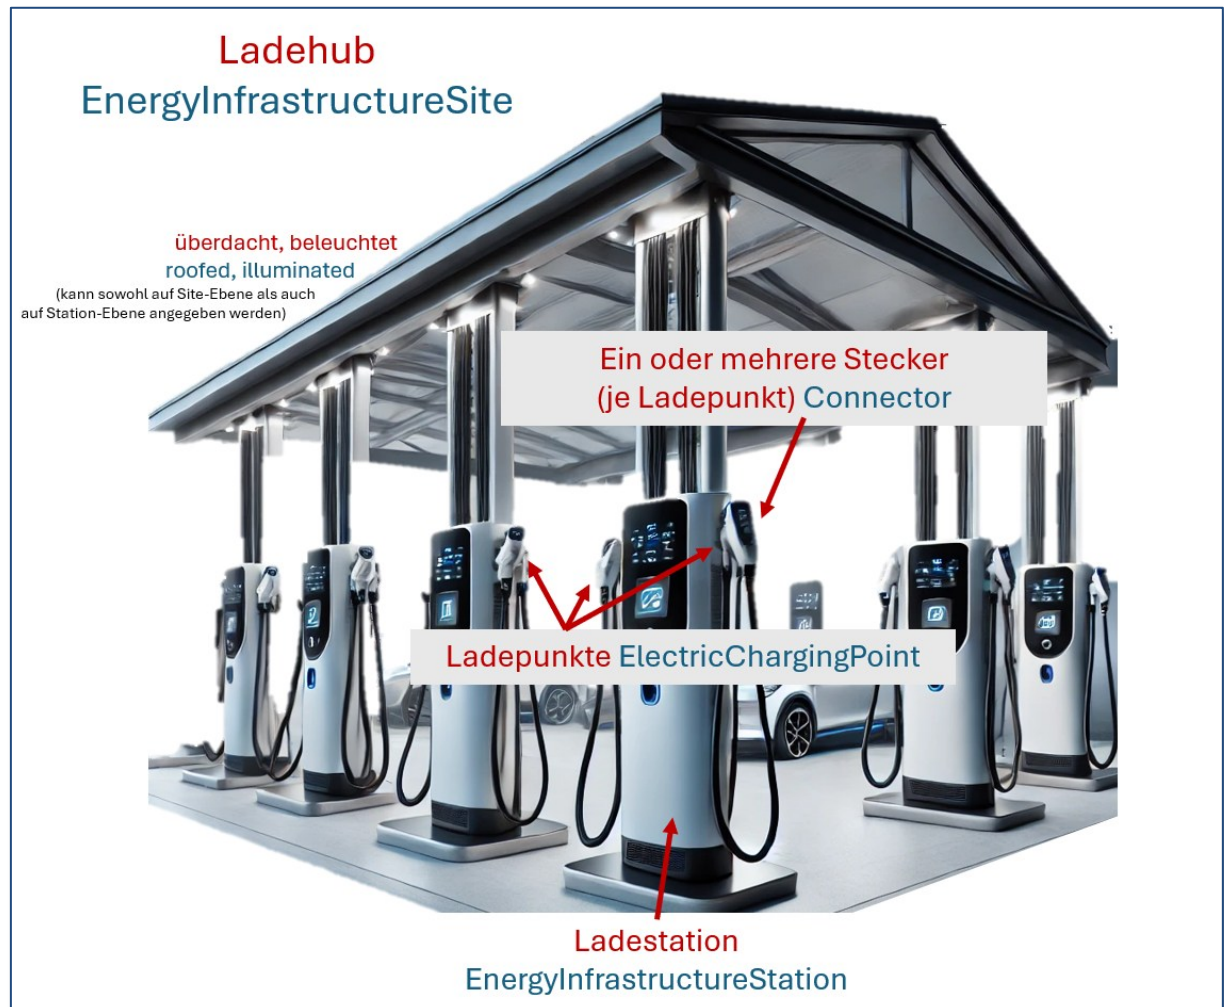 Ladehub
EnergyInfrastructureSite
überdacht, beleuchtet
roofed, illuminated
(kann sowohl auf Site-Ebene als auch
auf Station-Ebene angegeben werden)
Ein oder mehrere Stecker
(je Ladepunkt) Connector
Ladepunkte ElectricChargingPoint
Ladestation
EnergyInfrastructureStation